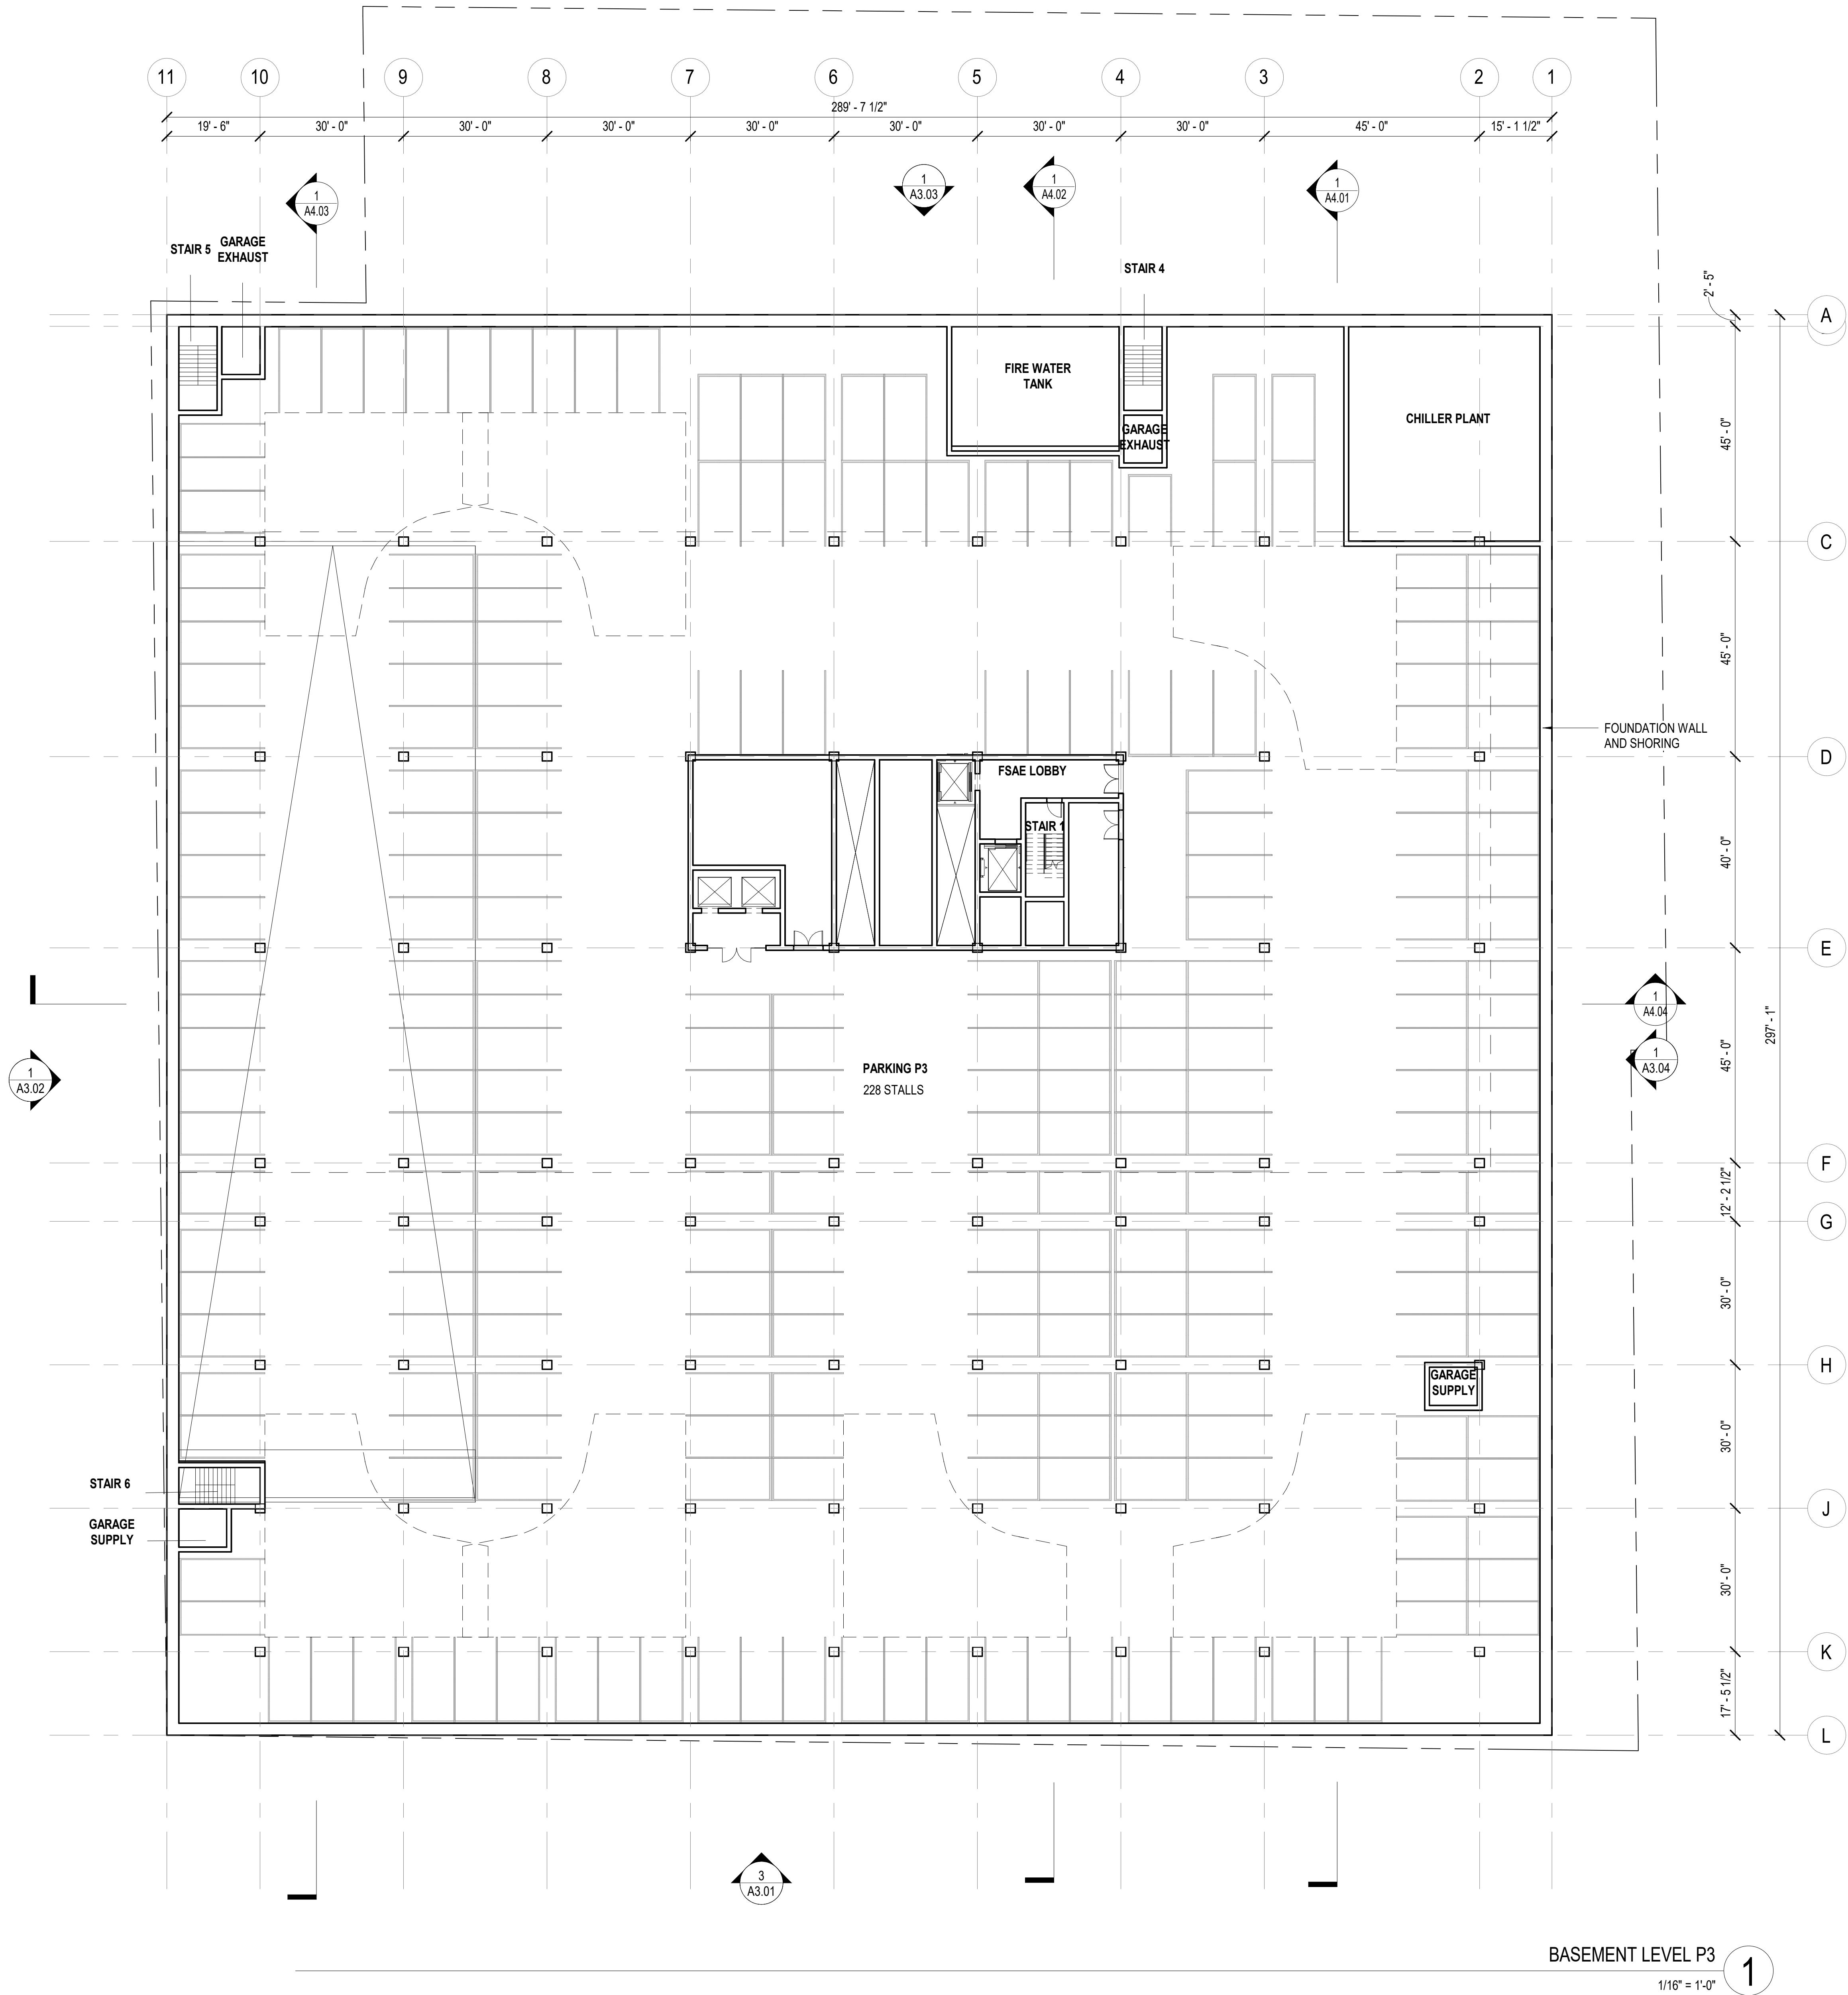 11 10 9 8 7 6 5 4 3 2 1
289' - 7 1/2"
19' - 6" 30' - 0" 30' - 0" 30' - 0" 30' - 0" 30' - 0" 30' - 0" 30' - 0" 45' - 0" 15' - 1 1/2"
1
A4.03
1
A3.03
1
A4.02
1
A4.01
STAIR 5
GARAGE
EXHAUST
STAIR 4
2' - 5"
A
FIRE WATER
TANK
GARAGE
EXHAUST
CHILLER PLANT
45' - 0"
C
45' - 0"
FOUNDATION WALL
AND SHORING
D
FSAE LOBBY
STAIR 1
40' - 0"
E
1
A4.04
297' - 1"
1
A3.04
1
A3.02
45' - 0"
PARKING P3
228 STALLS
F
12' - 2 1/2"
G
30' - 0"
H
GARAGE
SUPPLY
30' - 0"
STAIR 6
J
GARAGE
SUPPLY
30' - 0"
K
17' - 5 1/2"
L
3
A3.01
BASEMENT LEVEL P3
1
1/16" = 1'-0"